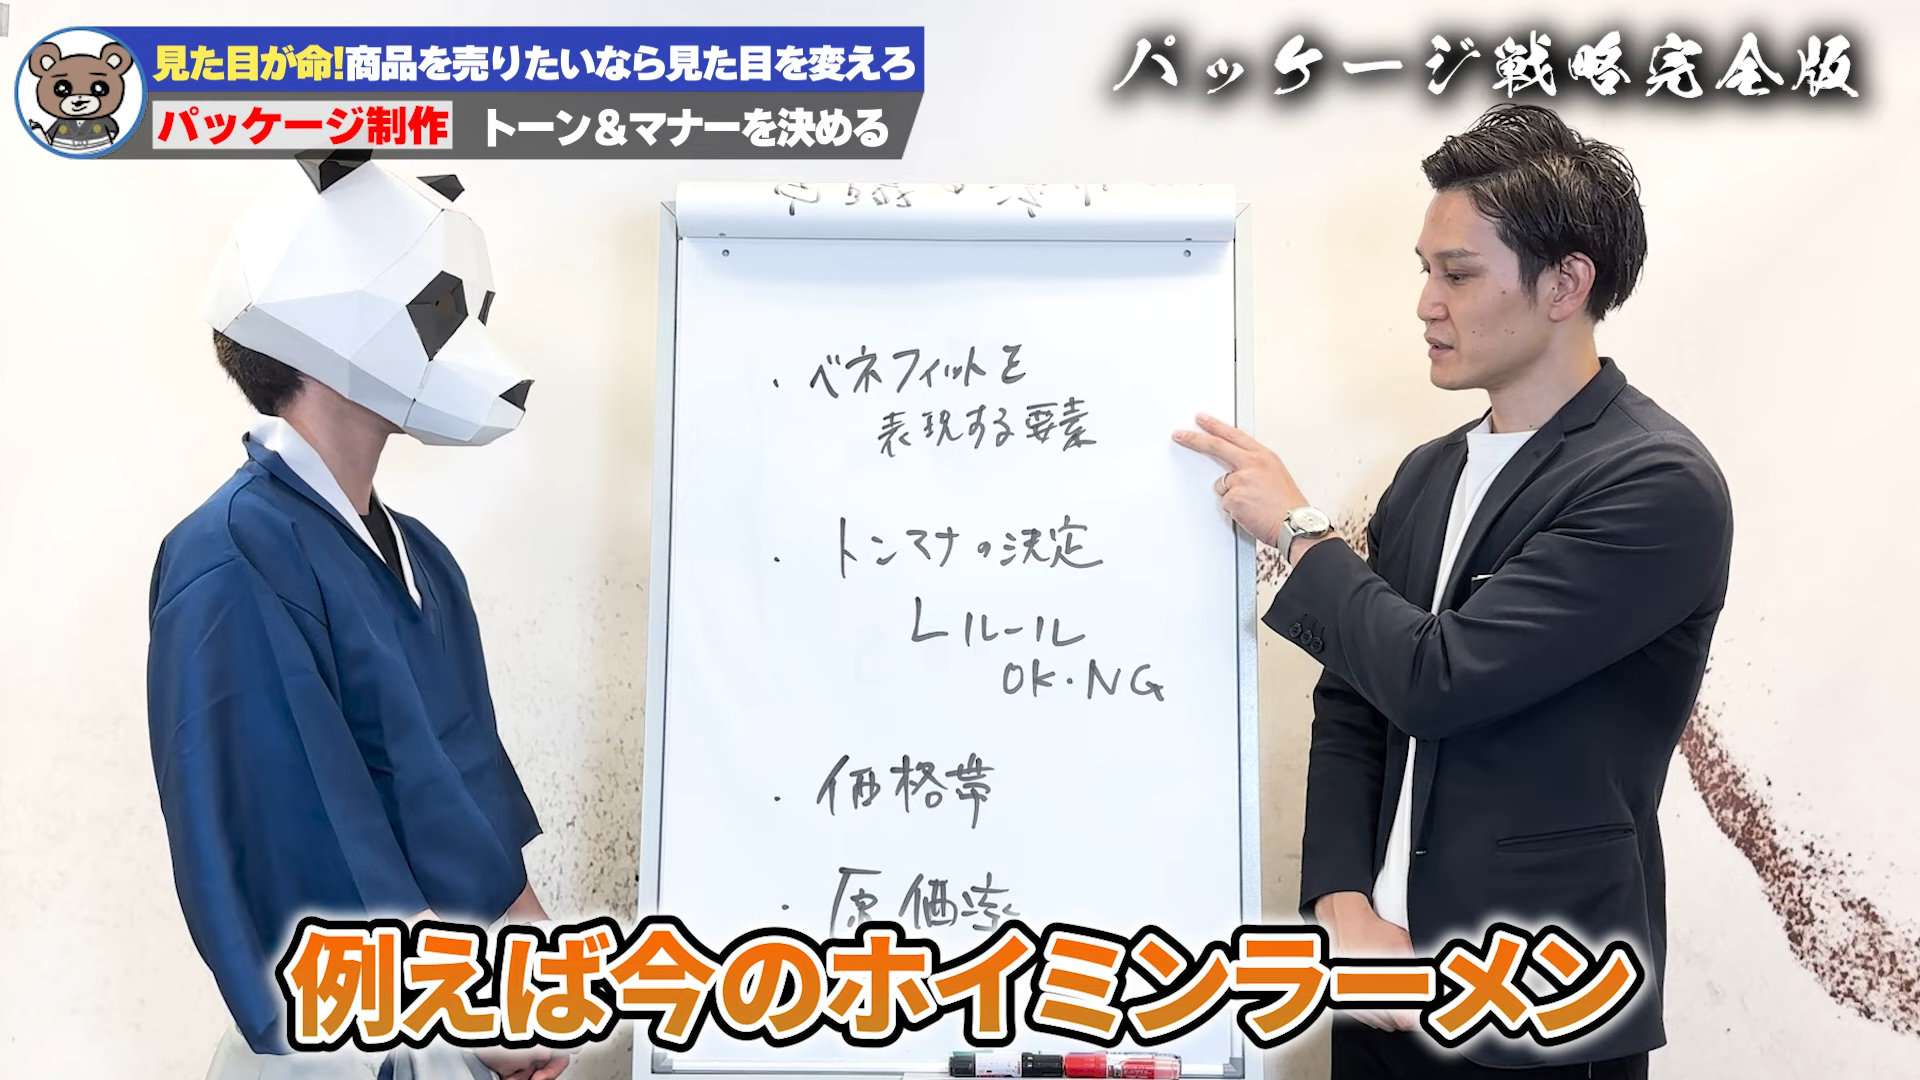 見た目が命!商品を売りたいなら見た目を変えろ
パッケージ制作 トーン&マナーを決める
パッケージ戦略完全版
・ベネフィットを
表現する要素
・トンマナの決定
Lルール
OK・NG
・価格帯
・原価率
例えば今のホイミンラーメン